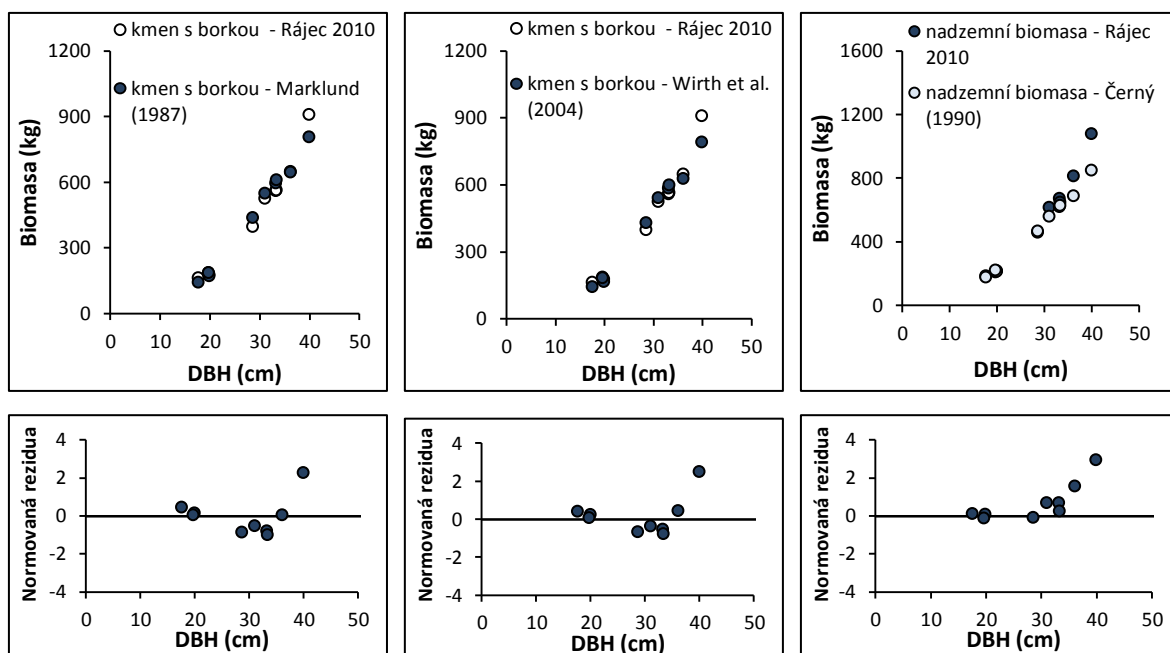 kmen s borkou - Rájec 2010
kmen s borkou - Marklund
(1987)
Biomasa (kg)
1200
900
600
300
0
0 10 20 30 40 50
DBH (cm)
kmen s borkou - Rájec 2010
kmen s borkou - Wirth et al.
(2004)
Biomasa (kg)
1200
900
600
300
0
0 10 20 30 40 50
DBH (cm)
nadzemní biomasa - Rájec
2010
nadzemní biomasa - Černý
(1990)
Biomasa (kg)
1600
1200
800
400
0
0 10 20 30 40 50
DBH (cm)
Normovaná rezidua
4
2
0
-2
-4
0 10 20 30 40 50
DBH (cm)
Normovaná rezidua
4
2
0
-2
-4
0 10 20 30 40 50
DBH (cm)
Normovaná rezidua
4
2
0
-2
-4
0 10 20 30 40 50
DBH (cm)